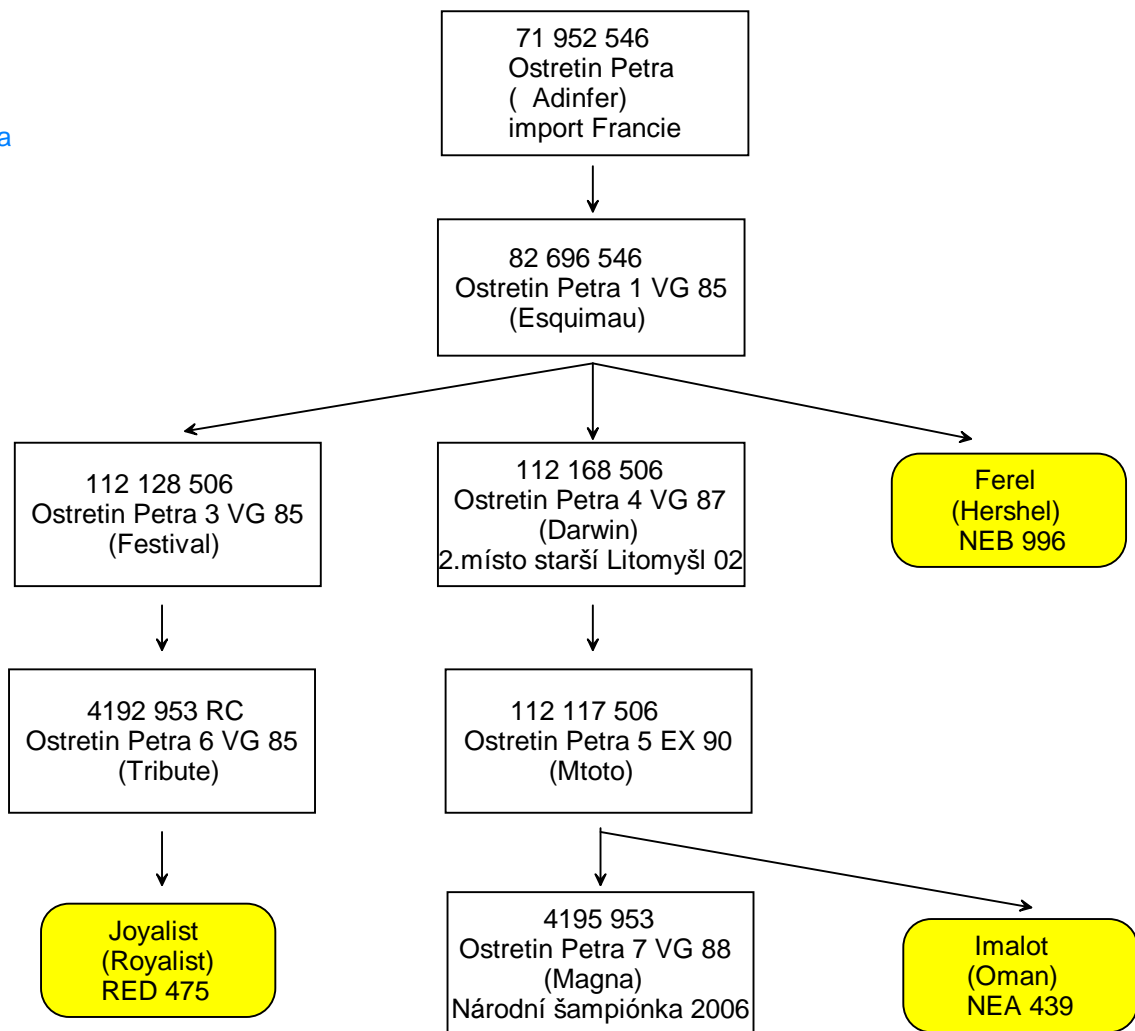 71 952 546
Ostretin Petra
( Adinfer)
import Francie
a
82 696 546
Ostretin Petra 1 VG 85
(Esquimau)
112 128 506
Ostretin Petra 3 VG 85
(Festival)
112 168 506
Ostretin Petra 4 VG 87
(Darwin)
2.místo starší Litomyšl 02
Ferel
(Hershel)
NEB 996
4192 953 RC
Ostretin Petra 6 VG 85
(Tribute)
112 117 506
Ostretin Petra 5 EX 90
(Mtoto)
Joyalist
(Royalist)
RED 475
4195 953
Ostretin Petra 7 VG 88
(Magna)
Národní šampiónka 2006
Imalot
(Oman)
NEA 439